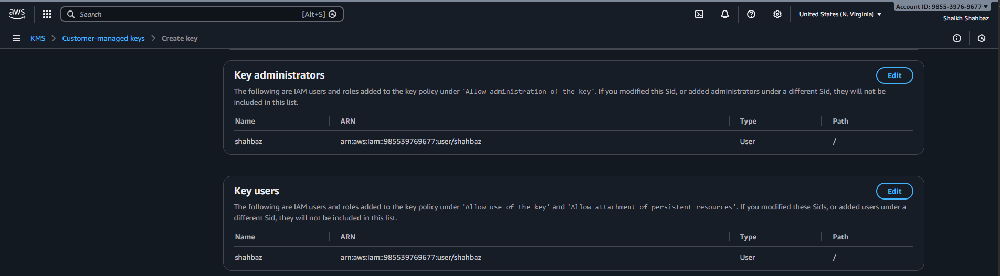 aws
Search
[Alt+S]
United States (N. Virginia)
Account ID: 9855-3976-9677
Shaikh Shahbaz
KMS
Customer-managed keys
Create key
Key administrators
Edit
The following are IAM users and roles added to the key policy under 'Allow administration of the key'. If you modified this Sid, or added administrators under a different Sid, they will not be
included in this list.
Name ARN Type Path
shahbaz arn:aws:iam::985539769677:user/shahbaz User /
Key users
Edit
The following are IAM users and roles added to the key policy under 'Allow use of the key' and 'Allow attachment of persistent resources'. If you modified these Sids, or added users under a
different Sid, they will not be included in this list.
Name ARN Type Path
shahbaz arn:aws:iam::985539769677:user/shahbaz User /